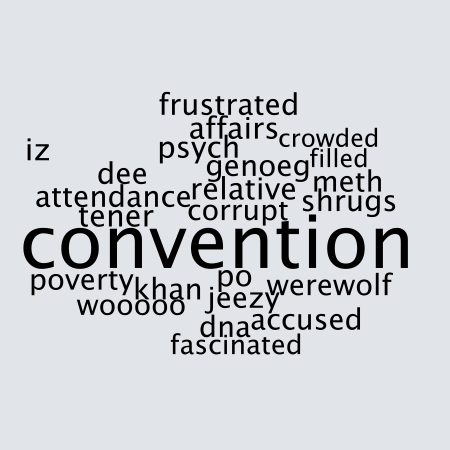 frustrated
affairs
crowded
iz
psych
filled
genoeg
dee
meth
attendance
relative
shrugs
tener
corrupt
convention
poverty
po
werewolf
khan
jeezy
wooooo
accused
dna
fascinated